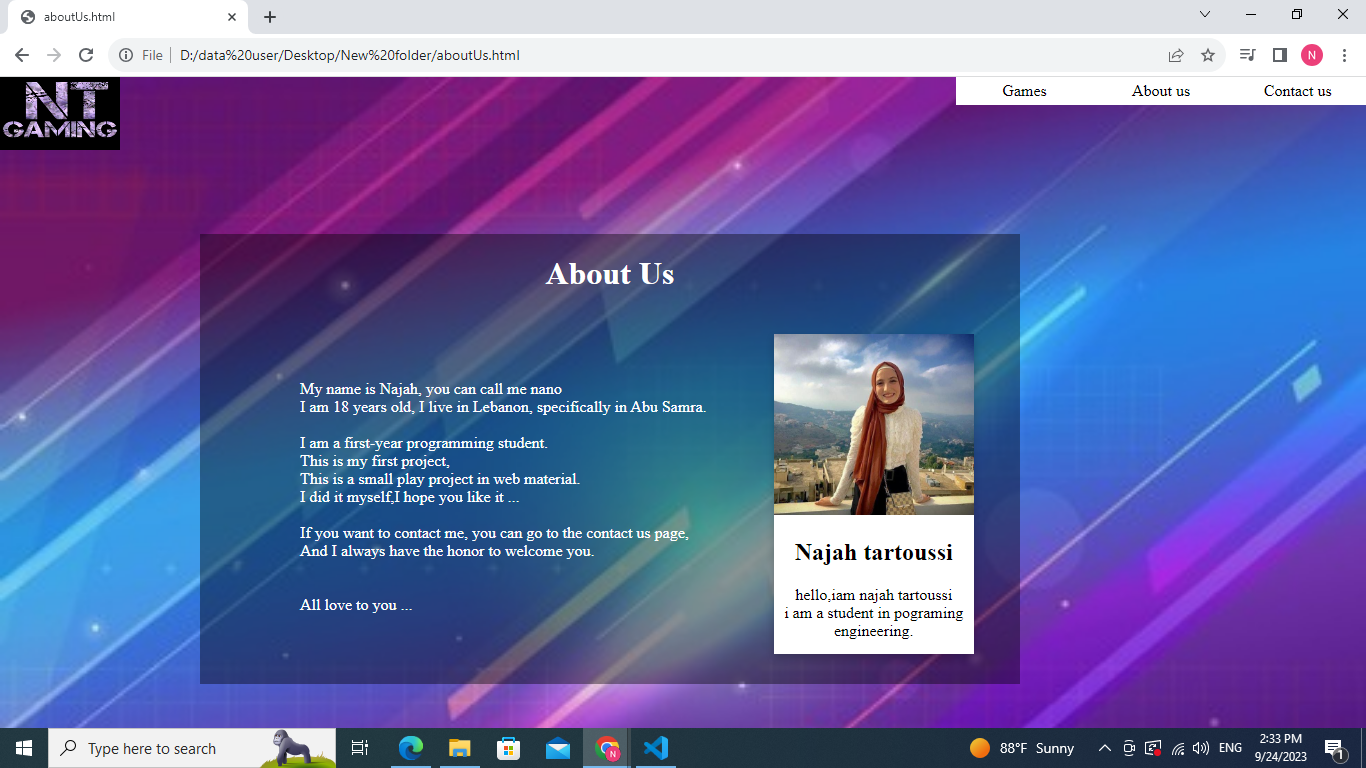 aboutUs.html
File
D:/data%20user/Desktop/New%20folder/aboutUs.html
N
NT
GAMING
Games
About us
Contact us
About Us
My name is Najah, you can call me nano
I am 18 years old, I live in Lebanon, specifically in Abu Samra.
I am a first-year programming student.
This is my first project,
This is a small play project in web material.
I did it myself,I hope you like it ...
If you want to contact me, you can go to the contact us page,
And I always have the honor to welcome you.
All love to you ...
Najah tartoussi
hello,iam najah tartoussi
i am a student in pograming
engineering.
Type here to search
N
88°F Sunny
ENG
2:33 PM
9/24/2023
1